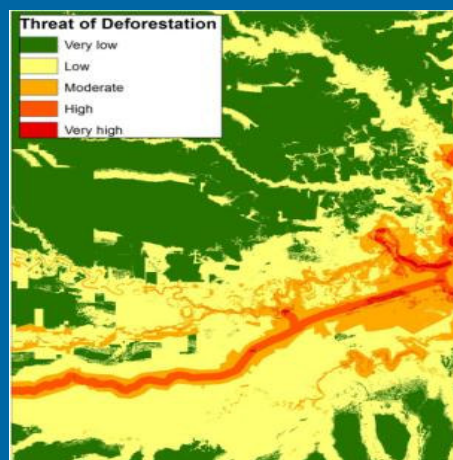 Threat of Deforestation
Very low
Low
Moderate
High
Very high